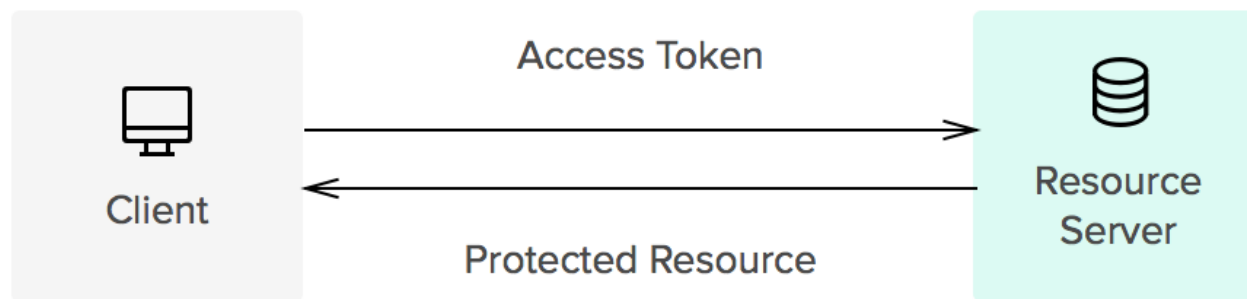 Access Token
Client
Resource
Server
Protected Resource